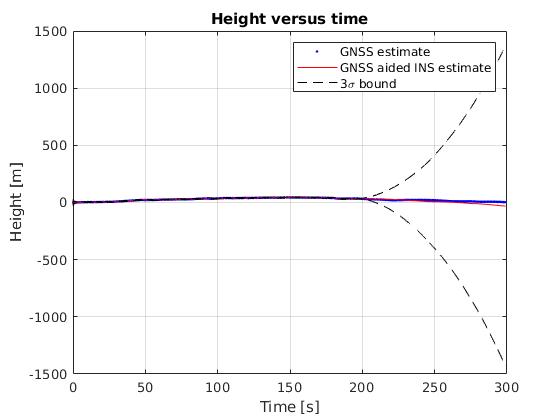 Height versus time
GNSS estimate
GNSS aided INS estimate
3σ bound
1500
1000
500
0
-500
-1000
-1500
Height [m]
0 50 100 150 200 250 300
Time [s]